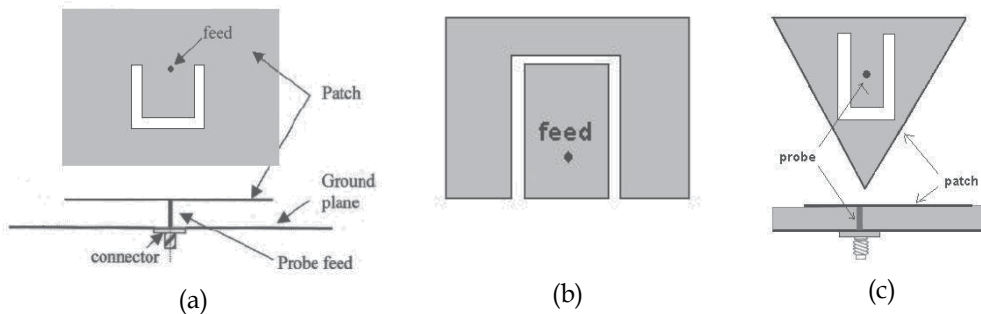 feed
Patch
Ground
plane
connector
Probe feed
(a)
feed
(b)
probe
patch
(c)